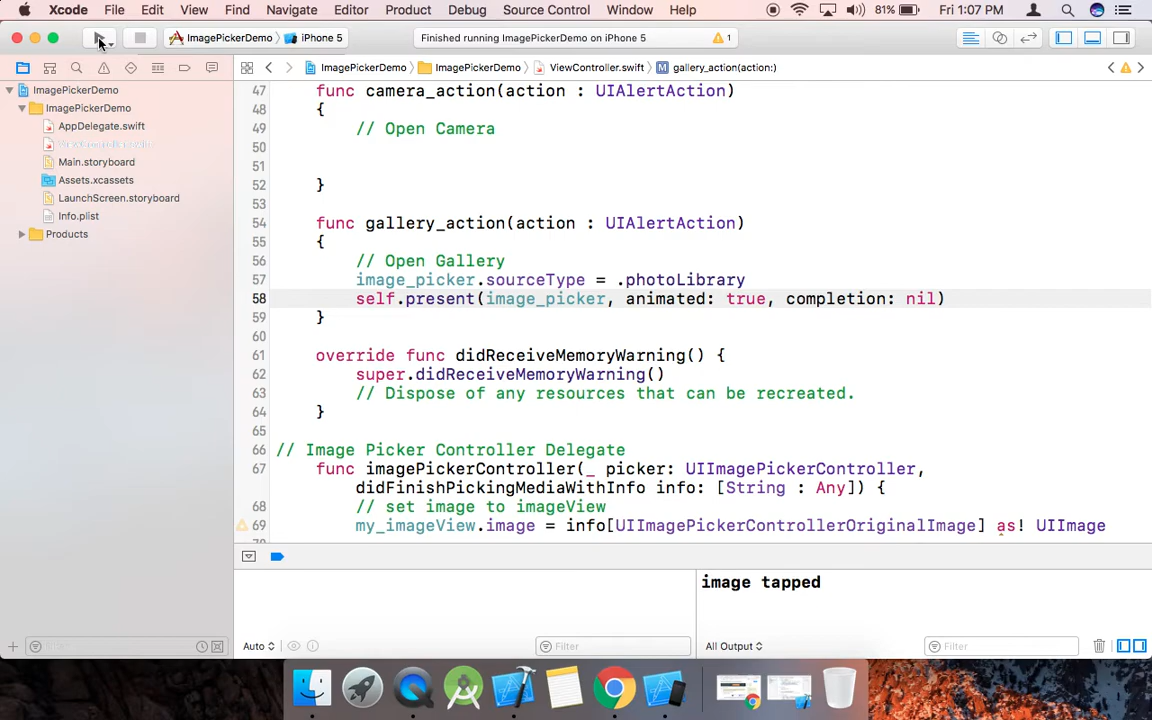 Xcode File Edit View Find Navigate Editor Product Debug Source Control Window Help 81% Fri 1:07 PM
ImagePickerDemo iPhone 5 Finished running ImagePickerDemo on iPhone 5 1
ImagePickerDemo ImagePickerDemo ViewController.swift M gallery_action(action:)
ImagePickerDemo
ImagePickerDemo
AppDelegate.swift
ViewController.swift
Main.storyboard
Assets.xcassets
LaunchScreen.storyboard
Info.plist
Products
47 func camera_action(action : UIAlertAction)
48 {
49 // Open Camera
50
51
52 }
53
54 func gallery_action(action : UIAlertAction)
55 {
56 // Open Gallery
57 image_picker.sourceType = .photoLibrary
58 self.present(image_picker, animated: true, completion: nil)
59 }
60
61 override func didReceiveMemoryWarning() {
62 super.didReceiveMemoryWarning()
63 // Dispose of any resources that can be recreated.
64 }
65
66 // Image Picker Controller Delegate
67 func imagePickerController(_ picker: UIImagePickerController,
didFinishPickingMediaWithInfo info: [String : Any]) {
68 // set image to imageView
69 my_imageView.image = info[UIImagePickerControllerOriginalImage] as! UIImage
image tapped
Auto Filter All Output Filter